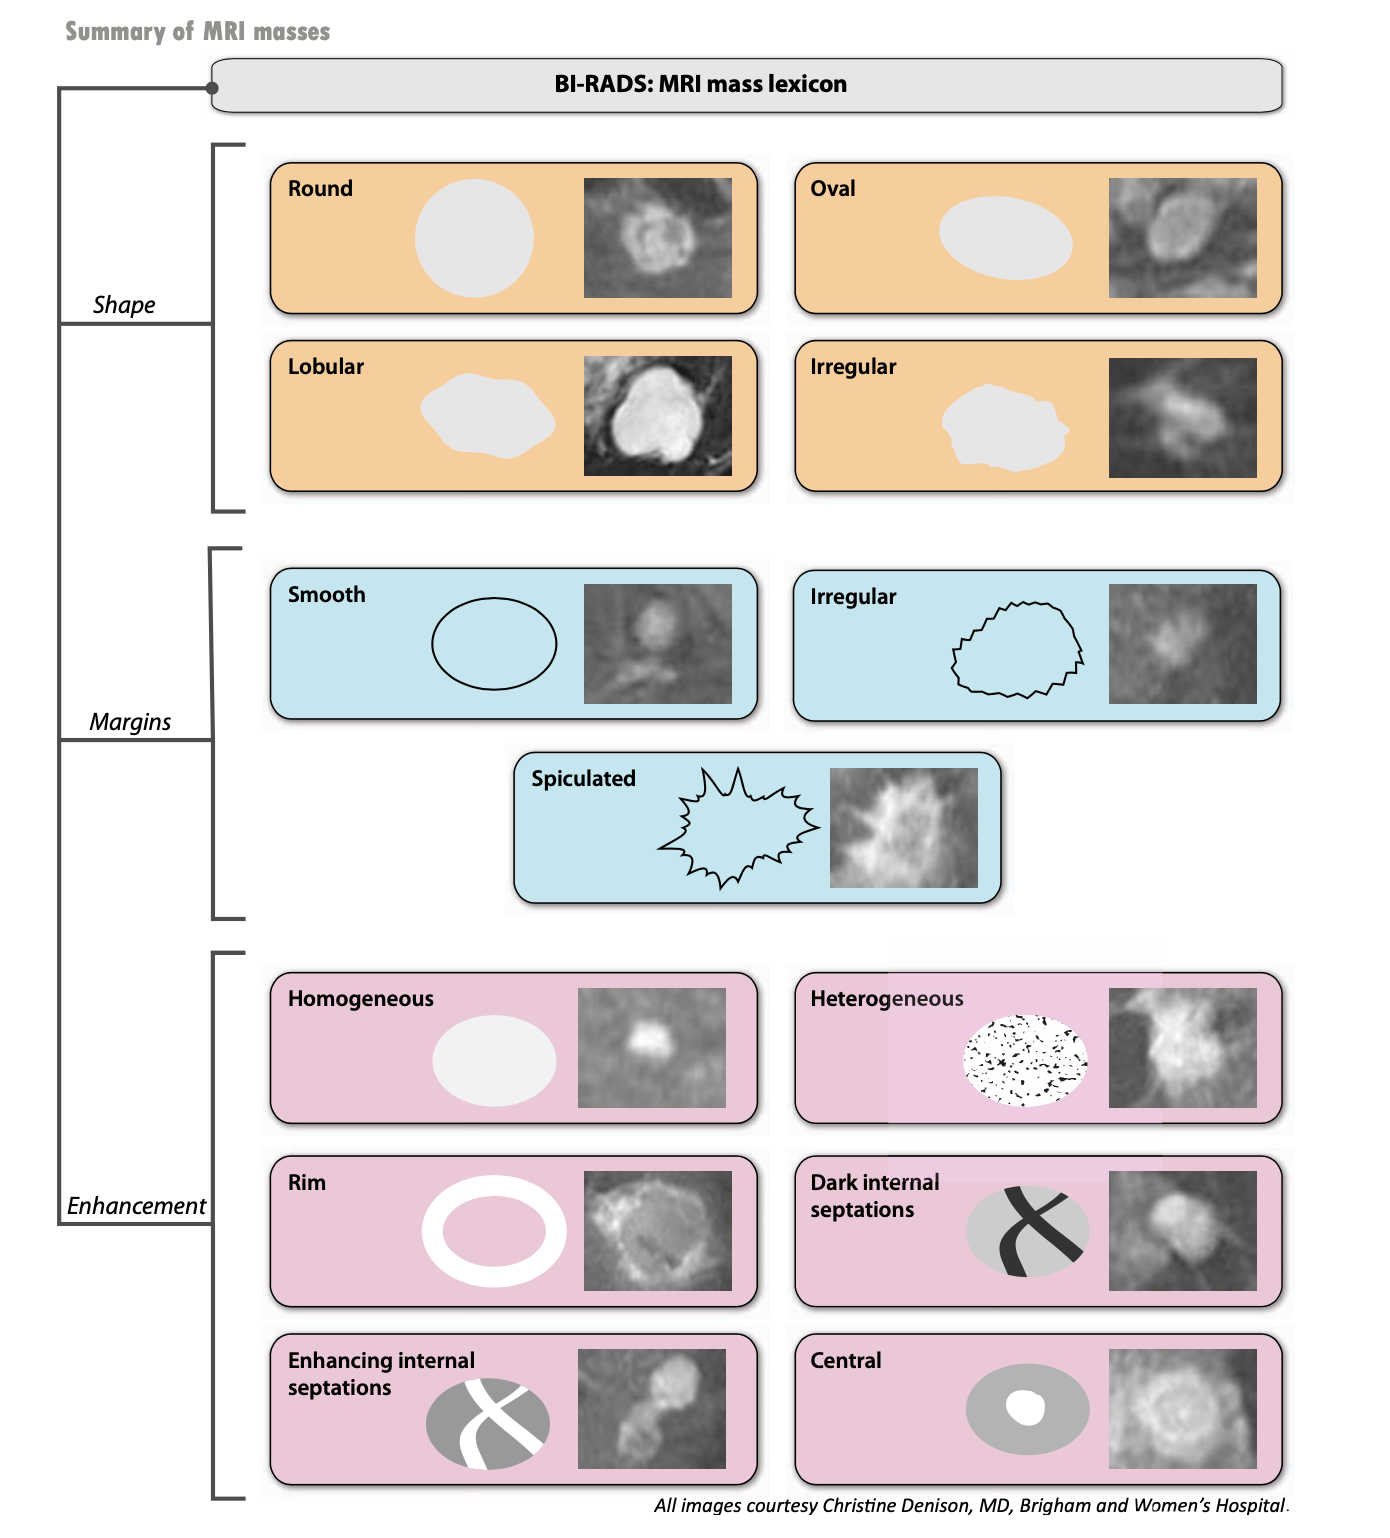 Summary of MRI masses
BI-RADS: MRI mass lexicon
Shape
Round
Oval
Lobular
Irregular
Margins
Smooth
Irregular
Spiculated
Enhancement
Homogeneous
Heterogeneous
Rim
Dark internal
septations
Enhancing internal
septations
Central
All images courtesy Christine Denison, MD, Brigham and Women's Hospital.